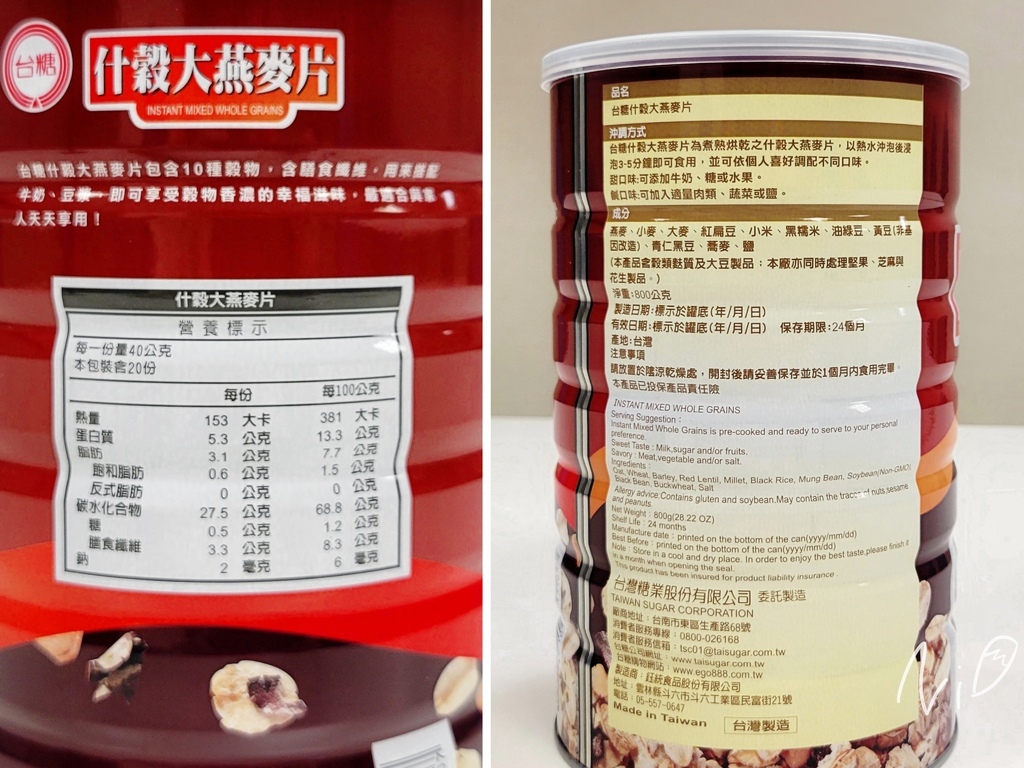 台糖
什穀大燕麥片
INSTANT MIXED WHOLE GRAINS
台糖什穀大燕麥片包含10種穀物，含膳食纖維，用來搭配
牛奶、豆漿，即可享受穀物香濃的幸福滋味，最適合與家
人天天享用！
什穀大燕麥片
營養標示
每一份量40公克
本包裝含20份
每份 每100公克
熱量 153 大卡 381 大卡
蛋白質 5.3 公克 13.3 公克
脂肪 3.1 公克 7.7 公克
飽和脂肪 0.6 公克 1.5 公克
反式脂肪 0 公克 0 公克
碳水化合物 27.5 公克 68.8 公克
糖 0.5 公克 1.2 公克
膳食纖維 3.3 公克 8.3 公克
鈉 2 毫克 6 毫克
品名
台糖什穀大燕麥片
沖調方式
台糖什穀大燕麥片為煮熟烘乾之什穀大燕麥片，以熱水沖泡後浸
泡3-5分鐘即可食用，並可依個人喜好調配不同口味。
甜口味:可添加牛奶、糖或水果。
鹹口味:可加入適量肉類、蔬菜或鹽。
成分
燕麥、小麥、大麥、紅扁豆、小米、黑糯米、油綠豆、黃豆(非基
因改造)、青仁黑豆、蕎麥、鹽
(本產品含穀類麩質及大豆製品；本廠亦同時處理堅果、芝麻與
花生製品。)
淨重:800公克
製造日期:標示於罐底(年/月/日)
有效日期:標示於罐底(年/月/日) 保存期限:24個月
產地:台灣
注意事項
請放置於陰涼乾燥處，開封後請妥善保存並於1個月內食用完畢。
本產品已投保產品責任險
INSTANT MIXED WHOLE GRAINS
Serving Suggestion：
Instant Mixed Whole Grains is pre-cooked and ready to serve to your personal
preference.
Sweet Taste : Milk,sugar and/or fruits.
Savory : Meat,vegetable and/or salt.
Ingredients：
Oat, Wheat, Barley, Red Lentil, Millet, Black Rice, Mung Bean, Soybean(Non-GMO),
Black Bean, Buckwheat, Salt
Allergy advice:Contains gluten and soybean.May contain the traces of nuts,sesame
and peanuts.
Net Weight : 800g(28.22 OZ)
Shelf Life : 24 months
Manufacture date : printed on the bottom of the can(yyyy/mm/dd)
Best Before : printed on the bottom of the can(yyyy/mm/dd)
Note : Store in a cool and dry place. In order to enjoy the best taste,please finish it
in a month when opening the seal.
This product has been insured for product liability insurance.
台灣糖業股份有限公司 委託製造
TAIWAN SUGAR CORPORATION
廠商地址：台南市東區生產路68號
消費者服務專線：0800-026168
消費者服務信箱：tsc01@taisugar.com.tw
台糖公司網址：www.taisugar.com.tw
台糖購物網站：www.ego888.com.tw
製造商：鈺統食品股份有限公司
地址：雲林縣斗六市斗六工業區民富街21號
電話：05-557-0647
Made in Taiwan 台灣製造